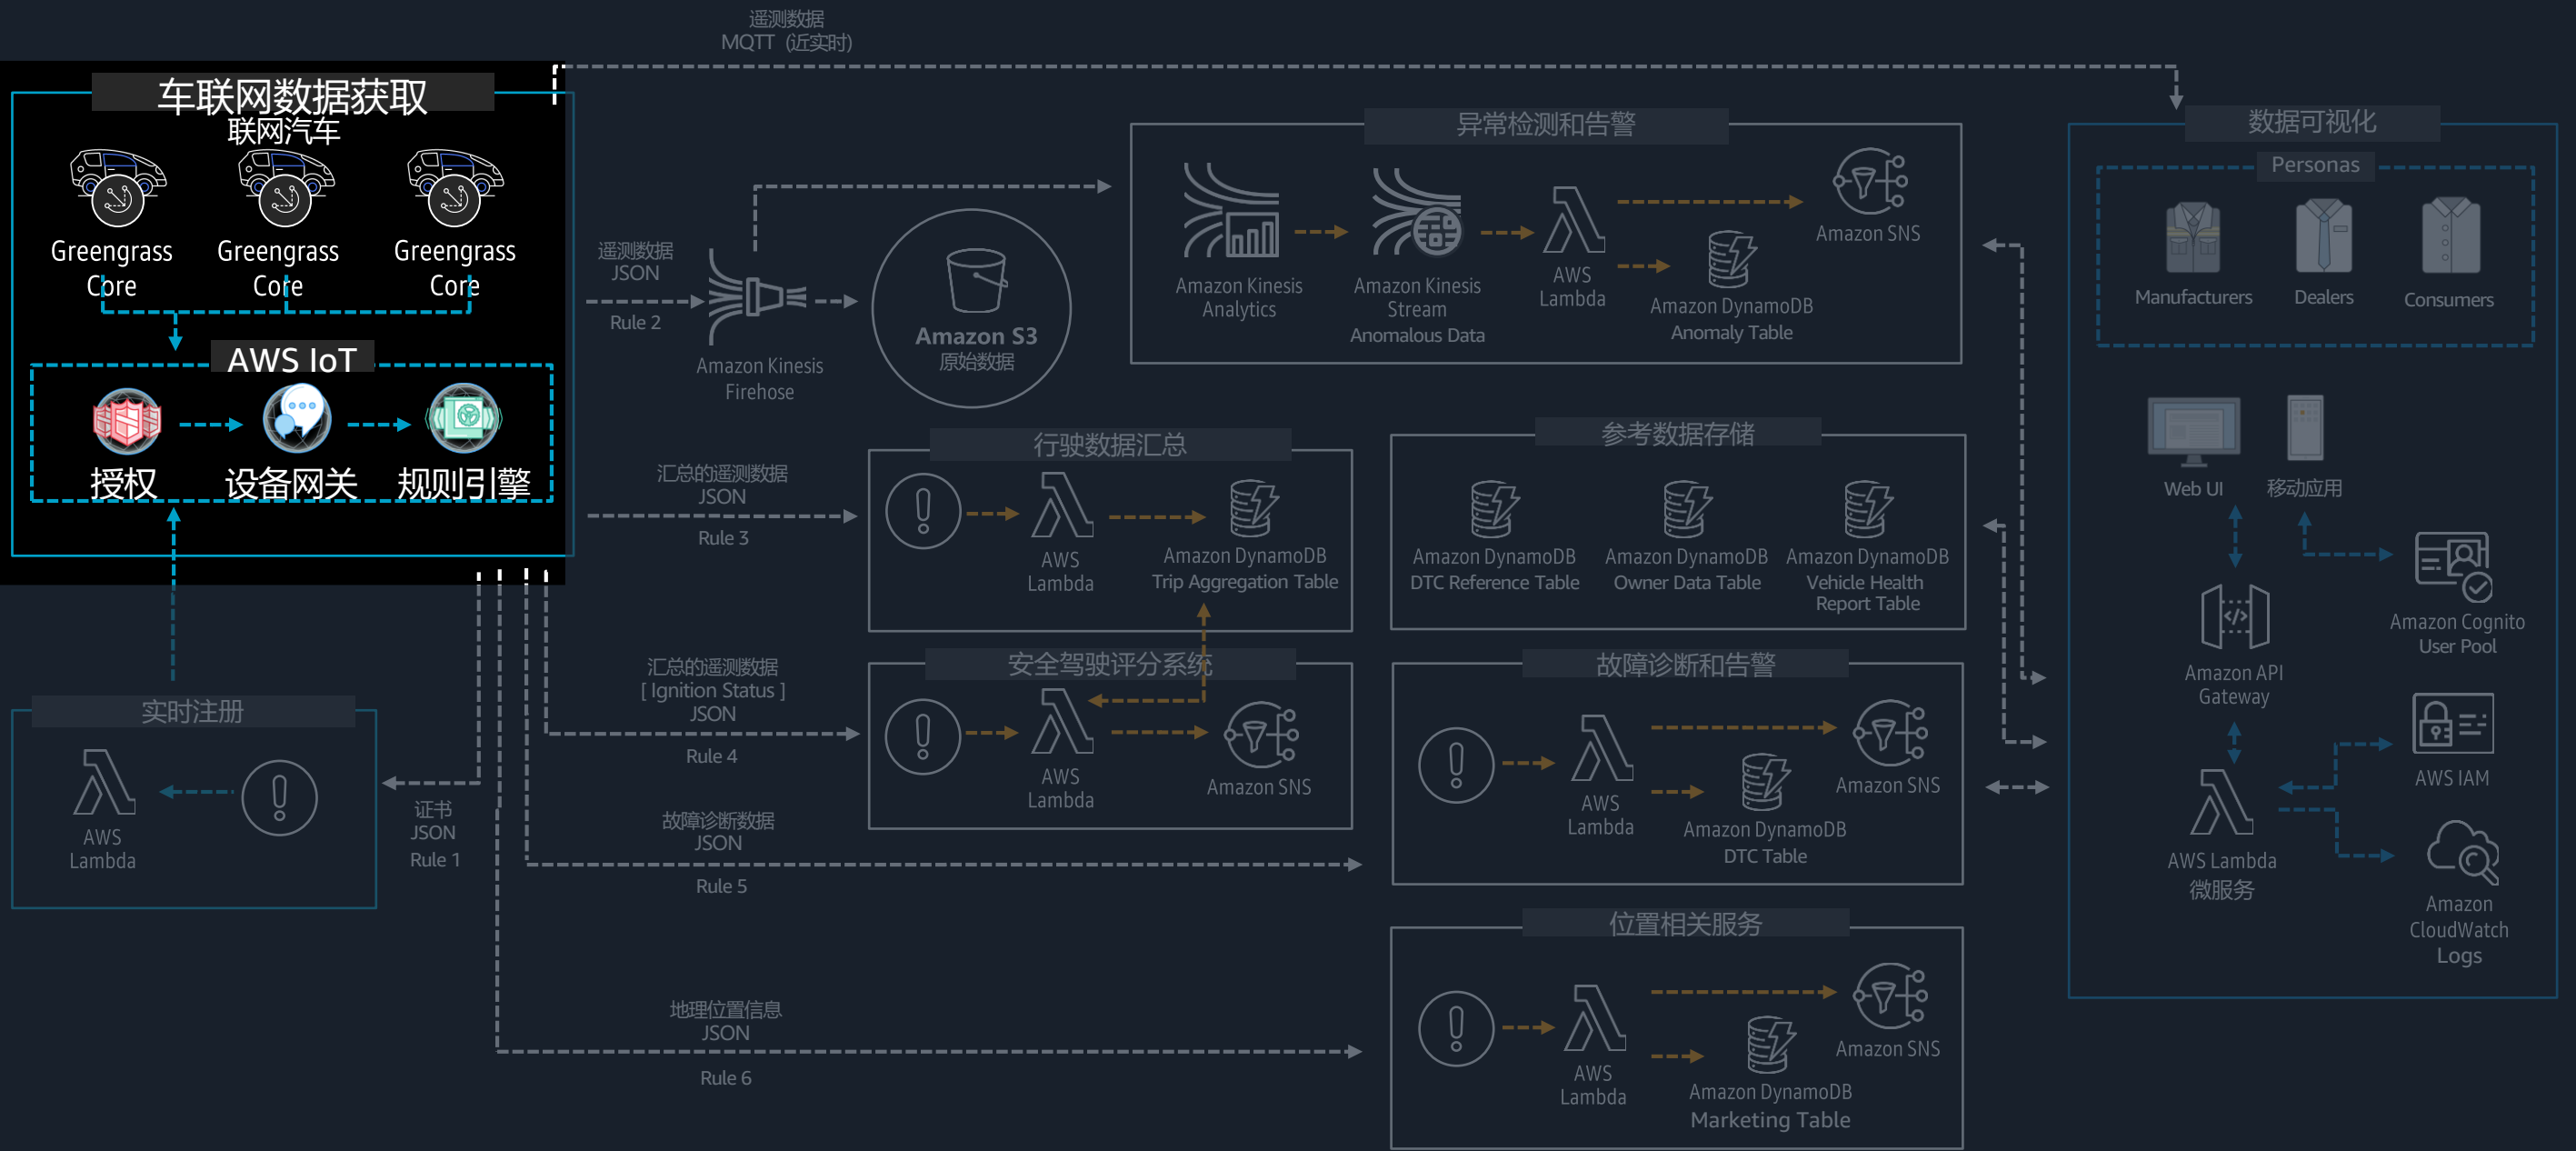 遥测数据
MQTT (近实时)
车联网数据获取
联网汽车
Greengrass
Core
Greengrass
Core
Greengrass
Core
AWS IoT
授权
设备网关
规则引擎
实时注册
AWS
Lambda
证书
JSON
Rule 1
遥测数据
JSON
Rule 2
Amazon Kinesis
Firehose
Amazon S3
原始数据
异常检测和告警
Amazon Kinesis
Analytics
Amazon Kinesis
Stream
Anomalous Data
AWS
Lambda
Amazon DynamoDB
Anomaly Table
Amazon SNS
汇总的遥测数据
JSON
Rule 3
行驶数据汇总
AWS
Lambda
Amazon DynamoDB
Trip Aggregation Table
参考数据存储
Amazon DynamoDB
DTC Reference Table
Amazon DynamoDB
Owner Data Table
Amazon DynamoDB
Vehicle Health
Report Table
汇总的遥测数据
[ Ignition Status ]
JSON
Rule 4
安全驾驶评分系统
AWS
Lambda
Amazon SNS
故障诊断数据
JSON
Rule 5
故障诊断和告警
AWS
Lambda
Amazon DynamoDB
DTC Table
Amazon SNS
地理位置信息
JSON
Rule 6
位置相关服务
AWS
Lambda
Amazon DynamoDB
Marketing Table
Amazon SNS
数据可视化
Personas
Manufacturers
Dealers
Consumers
Web UI
移动应用
Amazon Cognito
User Pool
Amazon API
Gateway
AWS IAM
AWS Lambda
微服务
Amazon
CloudWatch
Logs